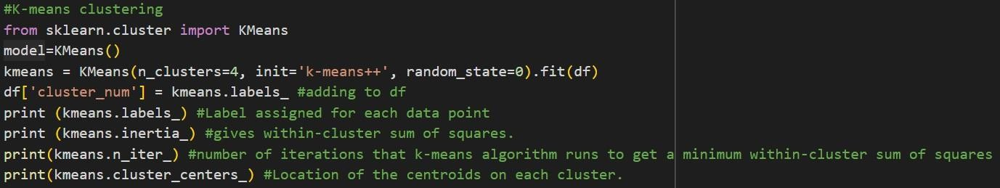 #K-means clustering
from sklearn.cluster import KMeans
model=KMeans()
kmeans = KMeans(n_clusters=4, init='k-means++', random_state=0).fit(df)
df['cluster_num'] = kmeans.labels_ #adding to df
print (kmeans.labels_) #Label assigned for each data point
print (kmeans.inertia_) #gives within-cluster sum of squares.
print(kmeans.n_iter_) #number of iterations that k-means algorithm runs to get a minimum within-cluster sum of squares
print(kmeans.cluster_centers_) #Location of the centroids on each cluster.